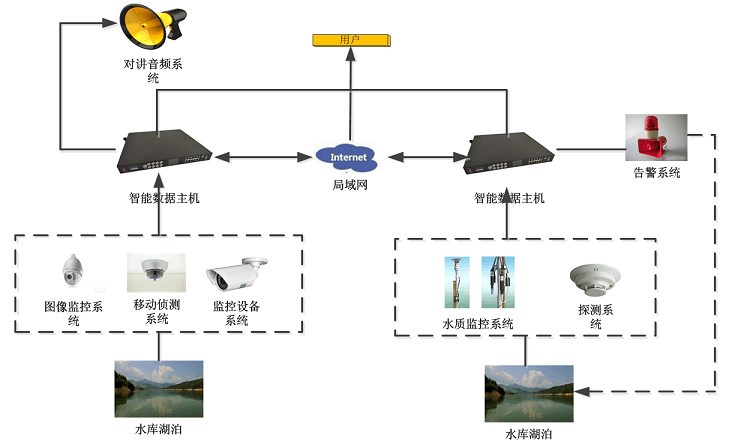 用户
对讲音频系
统
Internet
局域网
告警系统
智能数据主机
智能数据主机
图像监控系
统
移动侦测
系统
监控设备
系统
水质监控系统
探测系
统
水库湖泊
水库湖泊